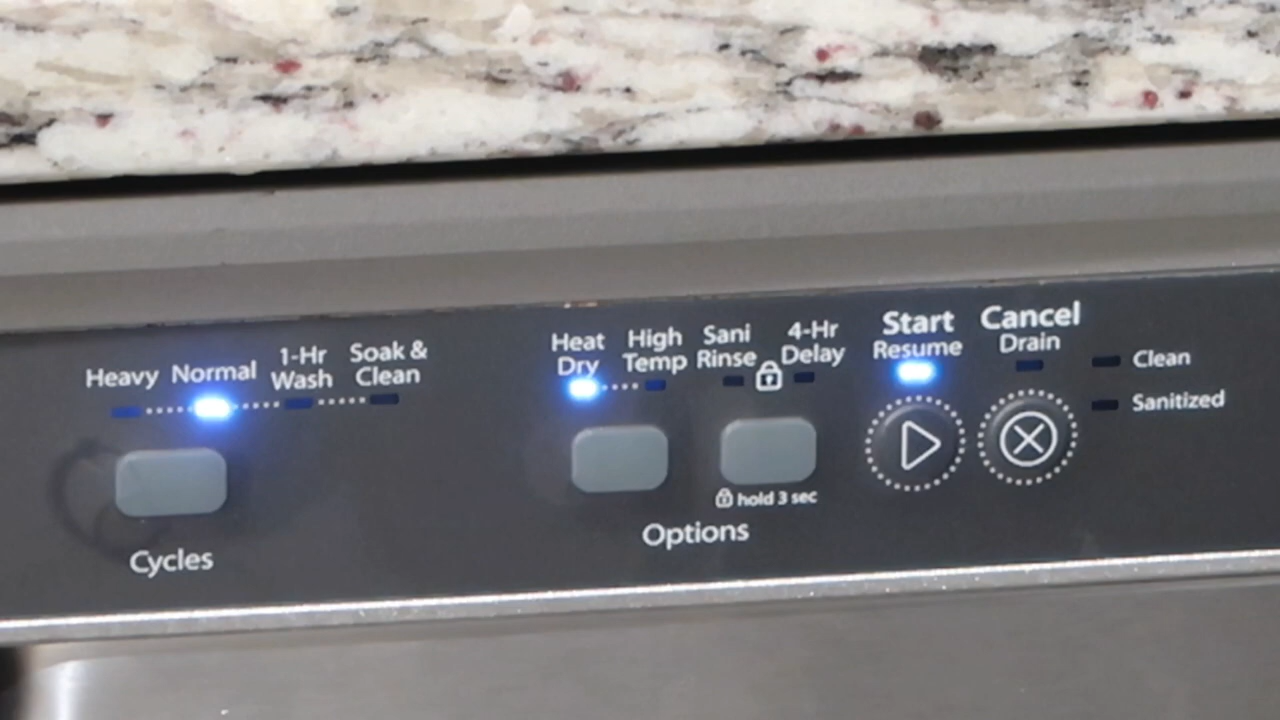 Heavy Normal 1-Hr Wash Soak & Clean
Heat Dry High Temp Sani Rinse 4-Hr Delay
Start Resume
Cancel Drain
Clean
Sanitized
hold 3 sec
Options
Cycles